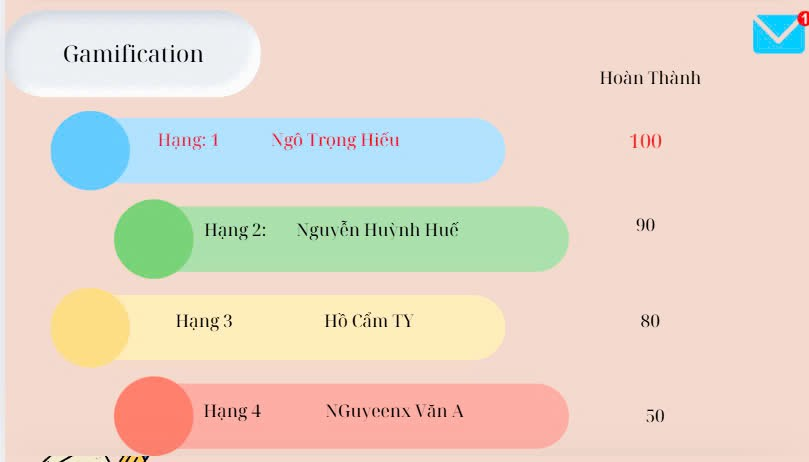 Gamification
1
Hoàn Thành
Hạng: 1 Ngô Trọng Hiếu 100
Hạng 2: Nguyễn Huỳnh Huế 90
Hạng 3 Hồ Cẩm TY 80
Hạng 4 NGuyeenx Văn A 50